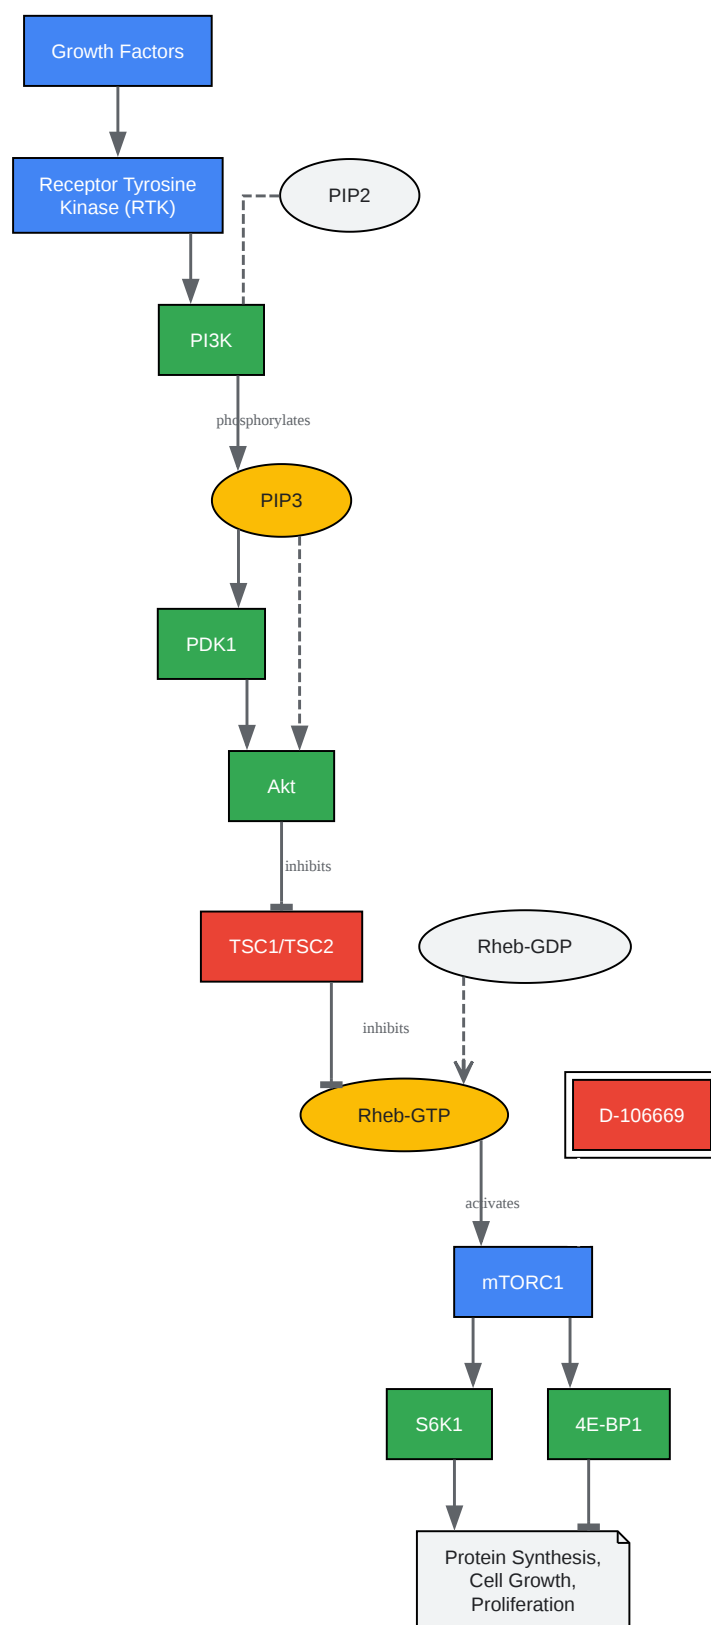 Growth Factors
Receptor Tyrosine
Kinase (RTK)
PIP2
PI3K
phosphorylates
PIP3
PDK1
Akt
inhibits
TSC1/TSC2
Rheb-GDP
inhibits
Rheb-GTP
D-106669
activates
mTORC1
S6K1
4E-BP1
Protein Synthesis,
Cell Growth,
Proliferation